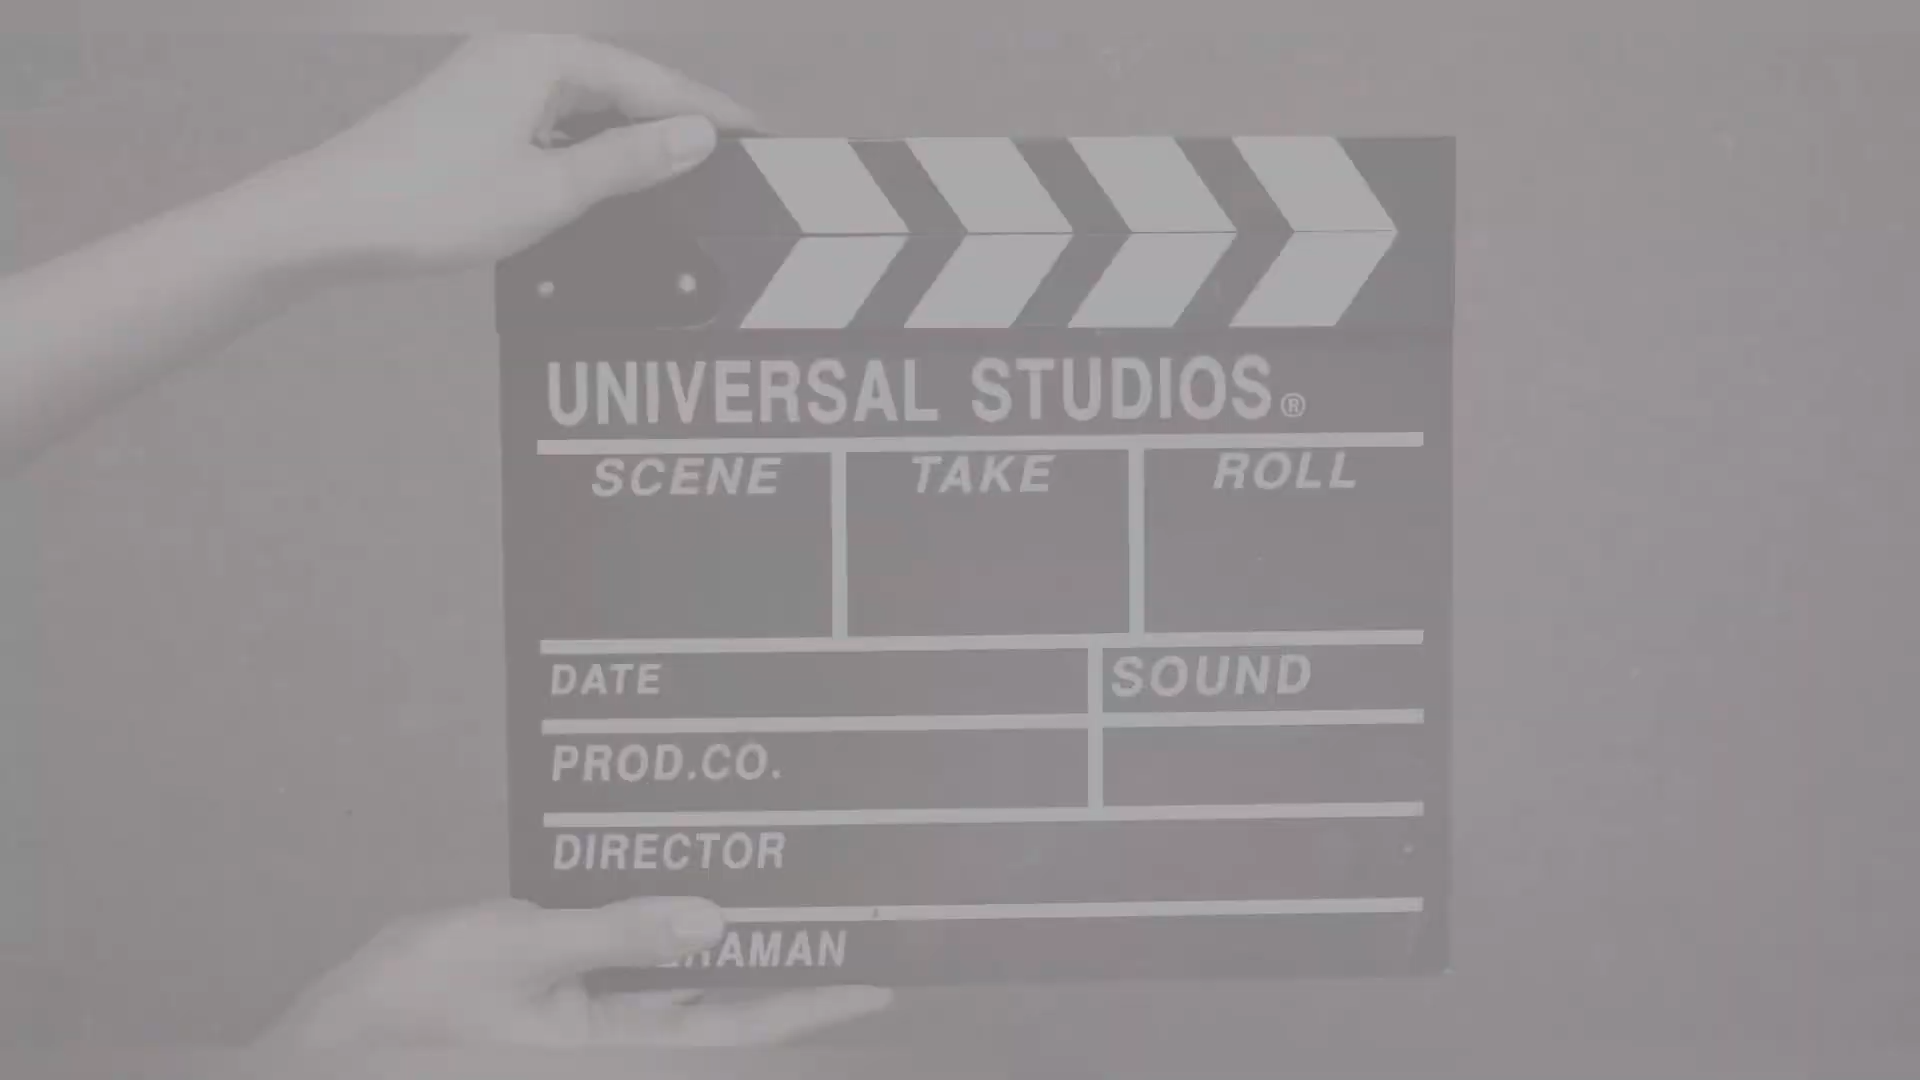 UNIVERSAL STUDIOS®
SCENE TAKE ROLL
DATE SOUND
PROD.CO.
DIRECTOR